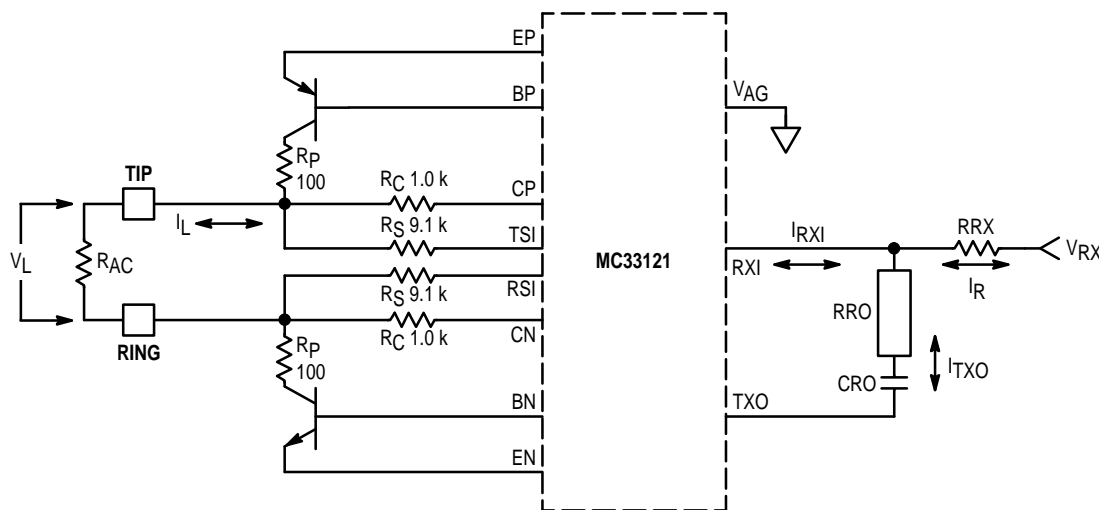 EP
BP
VAG
RP
100
TIP
RC 1.0 k
CP
IL
RS 9.1 k
TSI
IRXI
RRX
VRX
VL
RAC
MC33121
RXI
IR
RSI
RS 9.1 k
RRO
CN
RC 1.0 k
RING
RP
100
CRO
ITXO
BN
TXO
EN